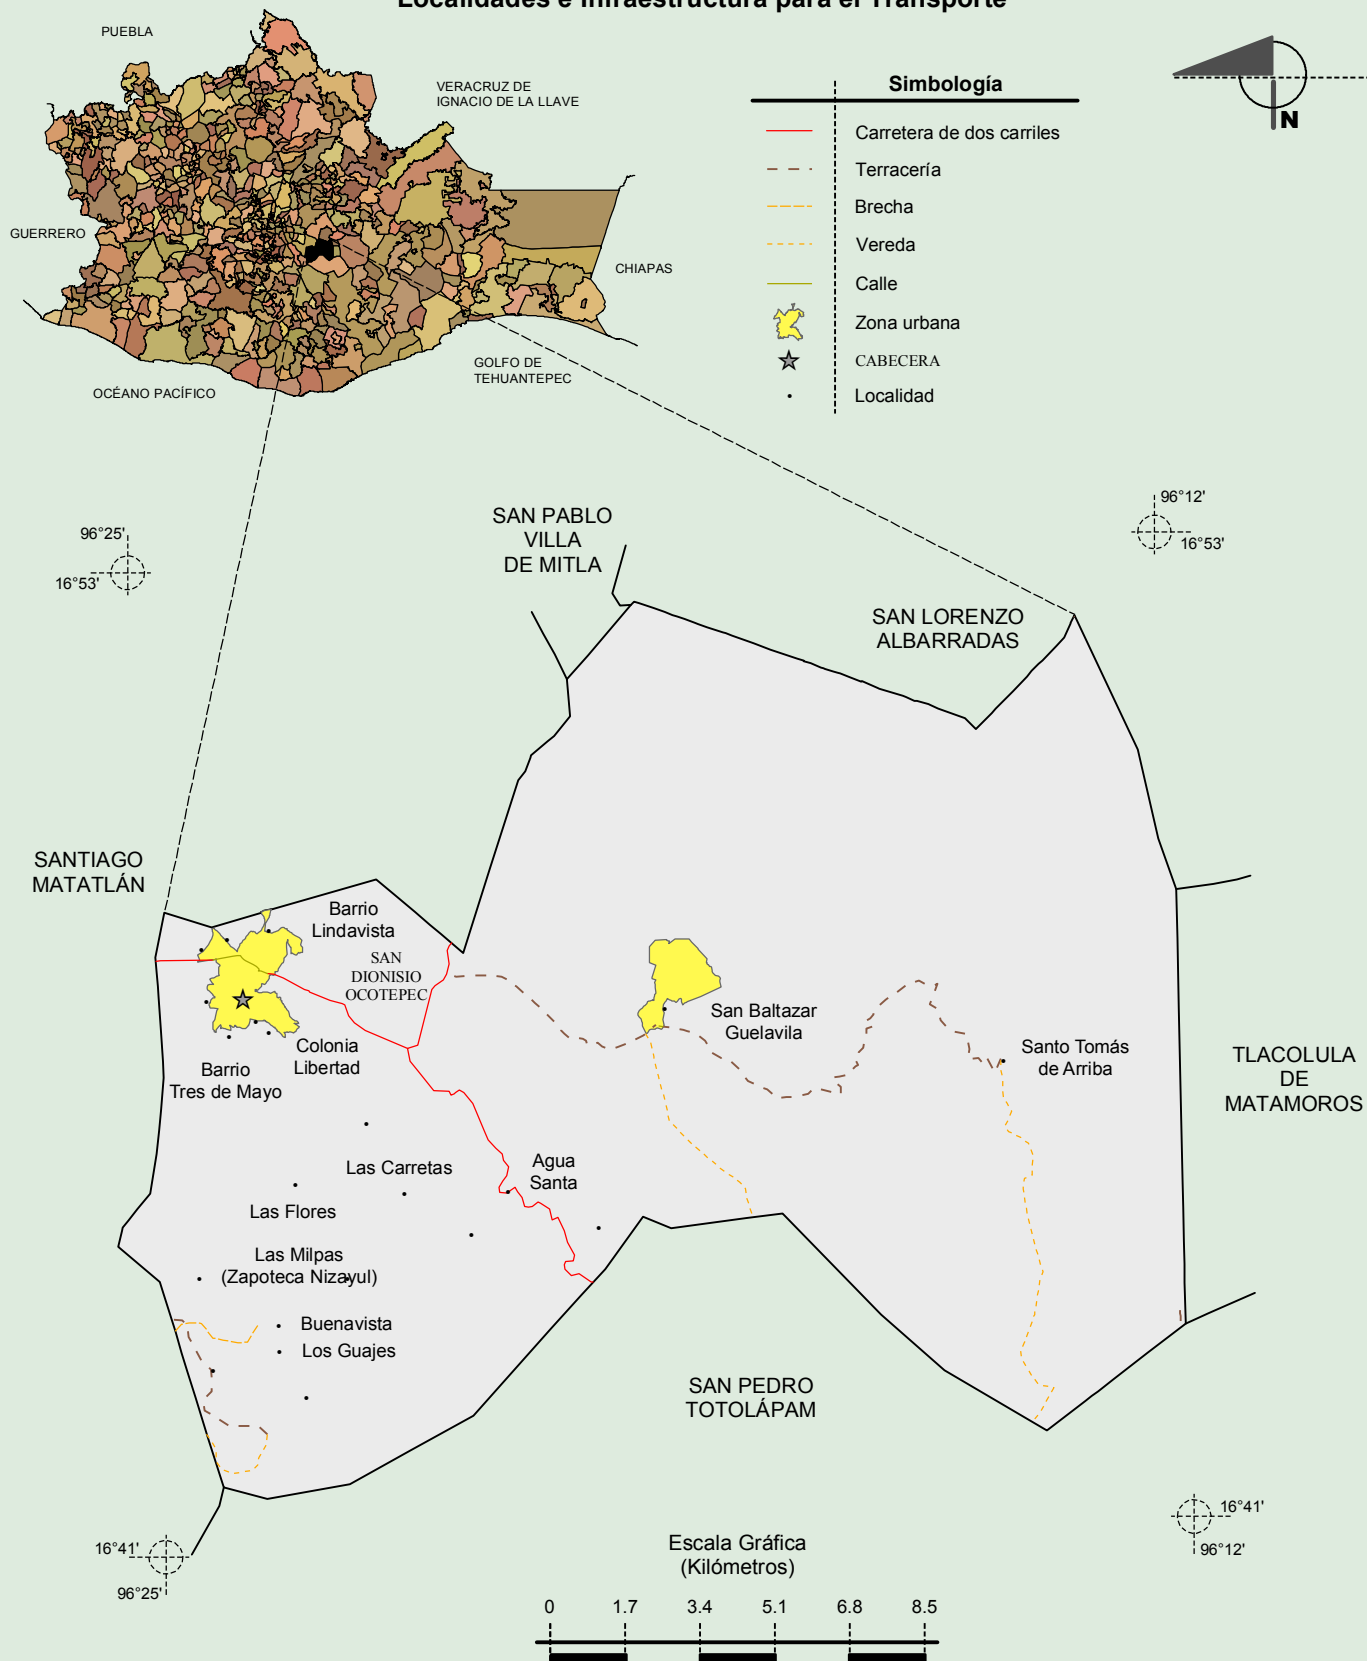 Localidades e Infraestructura para el Transporte
PUEBLA
VERACRUZ DE
IGNACIO DE LA LLAVE
GUERRERO
CHIAPAS
GOLFO DE
TEHUANTEPEC
OCÉANO PACÍFICO
Simbología
Carretera de dos carriles
Terracería
Brecha
Vereda
Calle
Zona urbana
CABECERA
Localidad
N
96°25'
16°53'
96°12'
16°53'
SAN PABLO
VILLA
DE MITLA
SAN LORENZO
ALBARRADAS
SANTIAGO
MATATLÁN
Barrio
Lindavista
SAN
DIONISIO
OCOTEPEC
San Baltazar
Guelavila
Santo Tomás
de Arriba
TLACOLULA
DE
MATAMOROS
Colonia
Libertad
Barrio
Tres de Mayo
Las Carretas
Agua
Santa
Las Flores
Las Milpas
(Zapoteca Nizayul)
Buenavista
Los Guajes
SAN PEDRO
TOTOLÁPAM
16°41'
96°25'
16°41'
96°12'
Escala Gráfica
(Kilómetros)
0 1.7 3.4 5.1 6.8 8.5